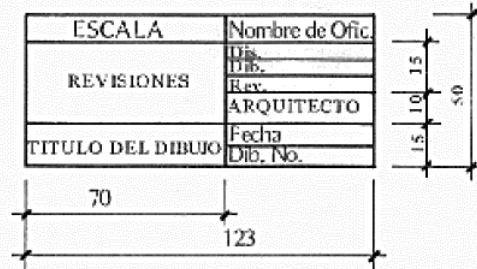 ESCALA
Nombre de Ofic.
Dis.
Dib.
REVISIONES
Rev.
ARQUITECTO
TITULO DEL DIBUJO
Fecha
Dib. No.
15
10
15
50
70
123